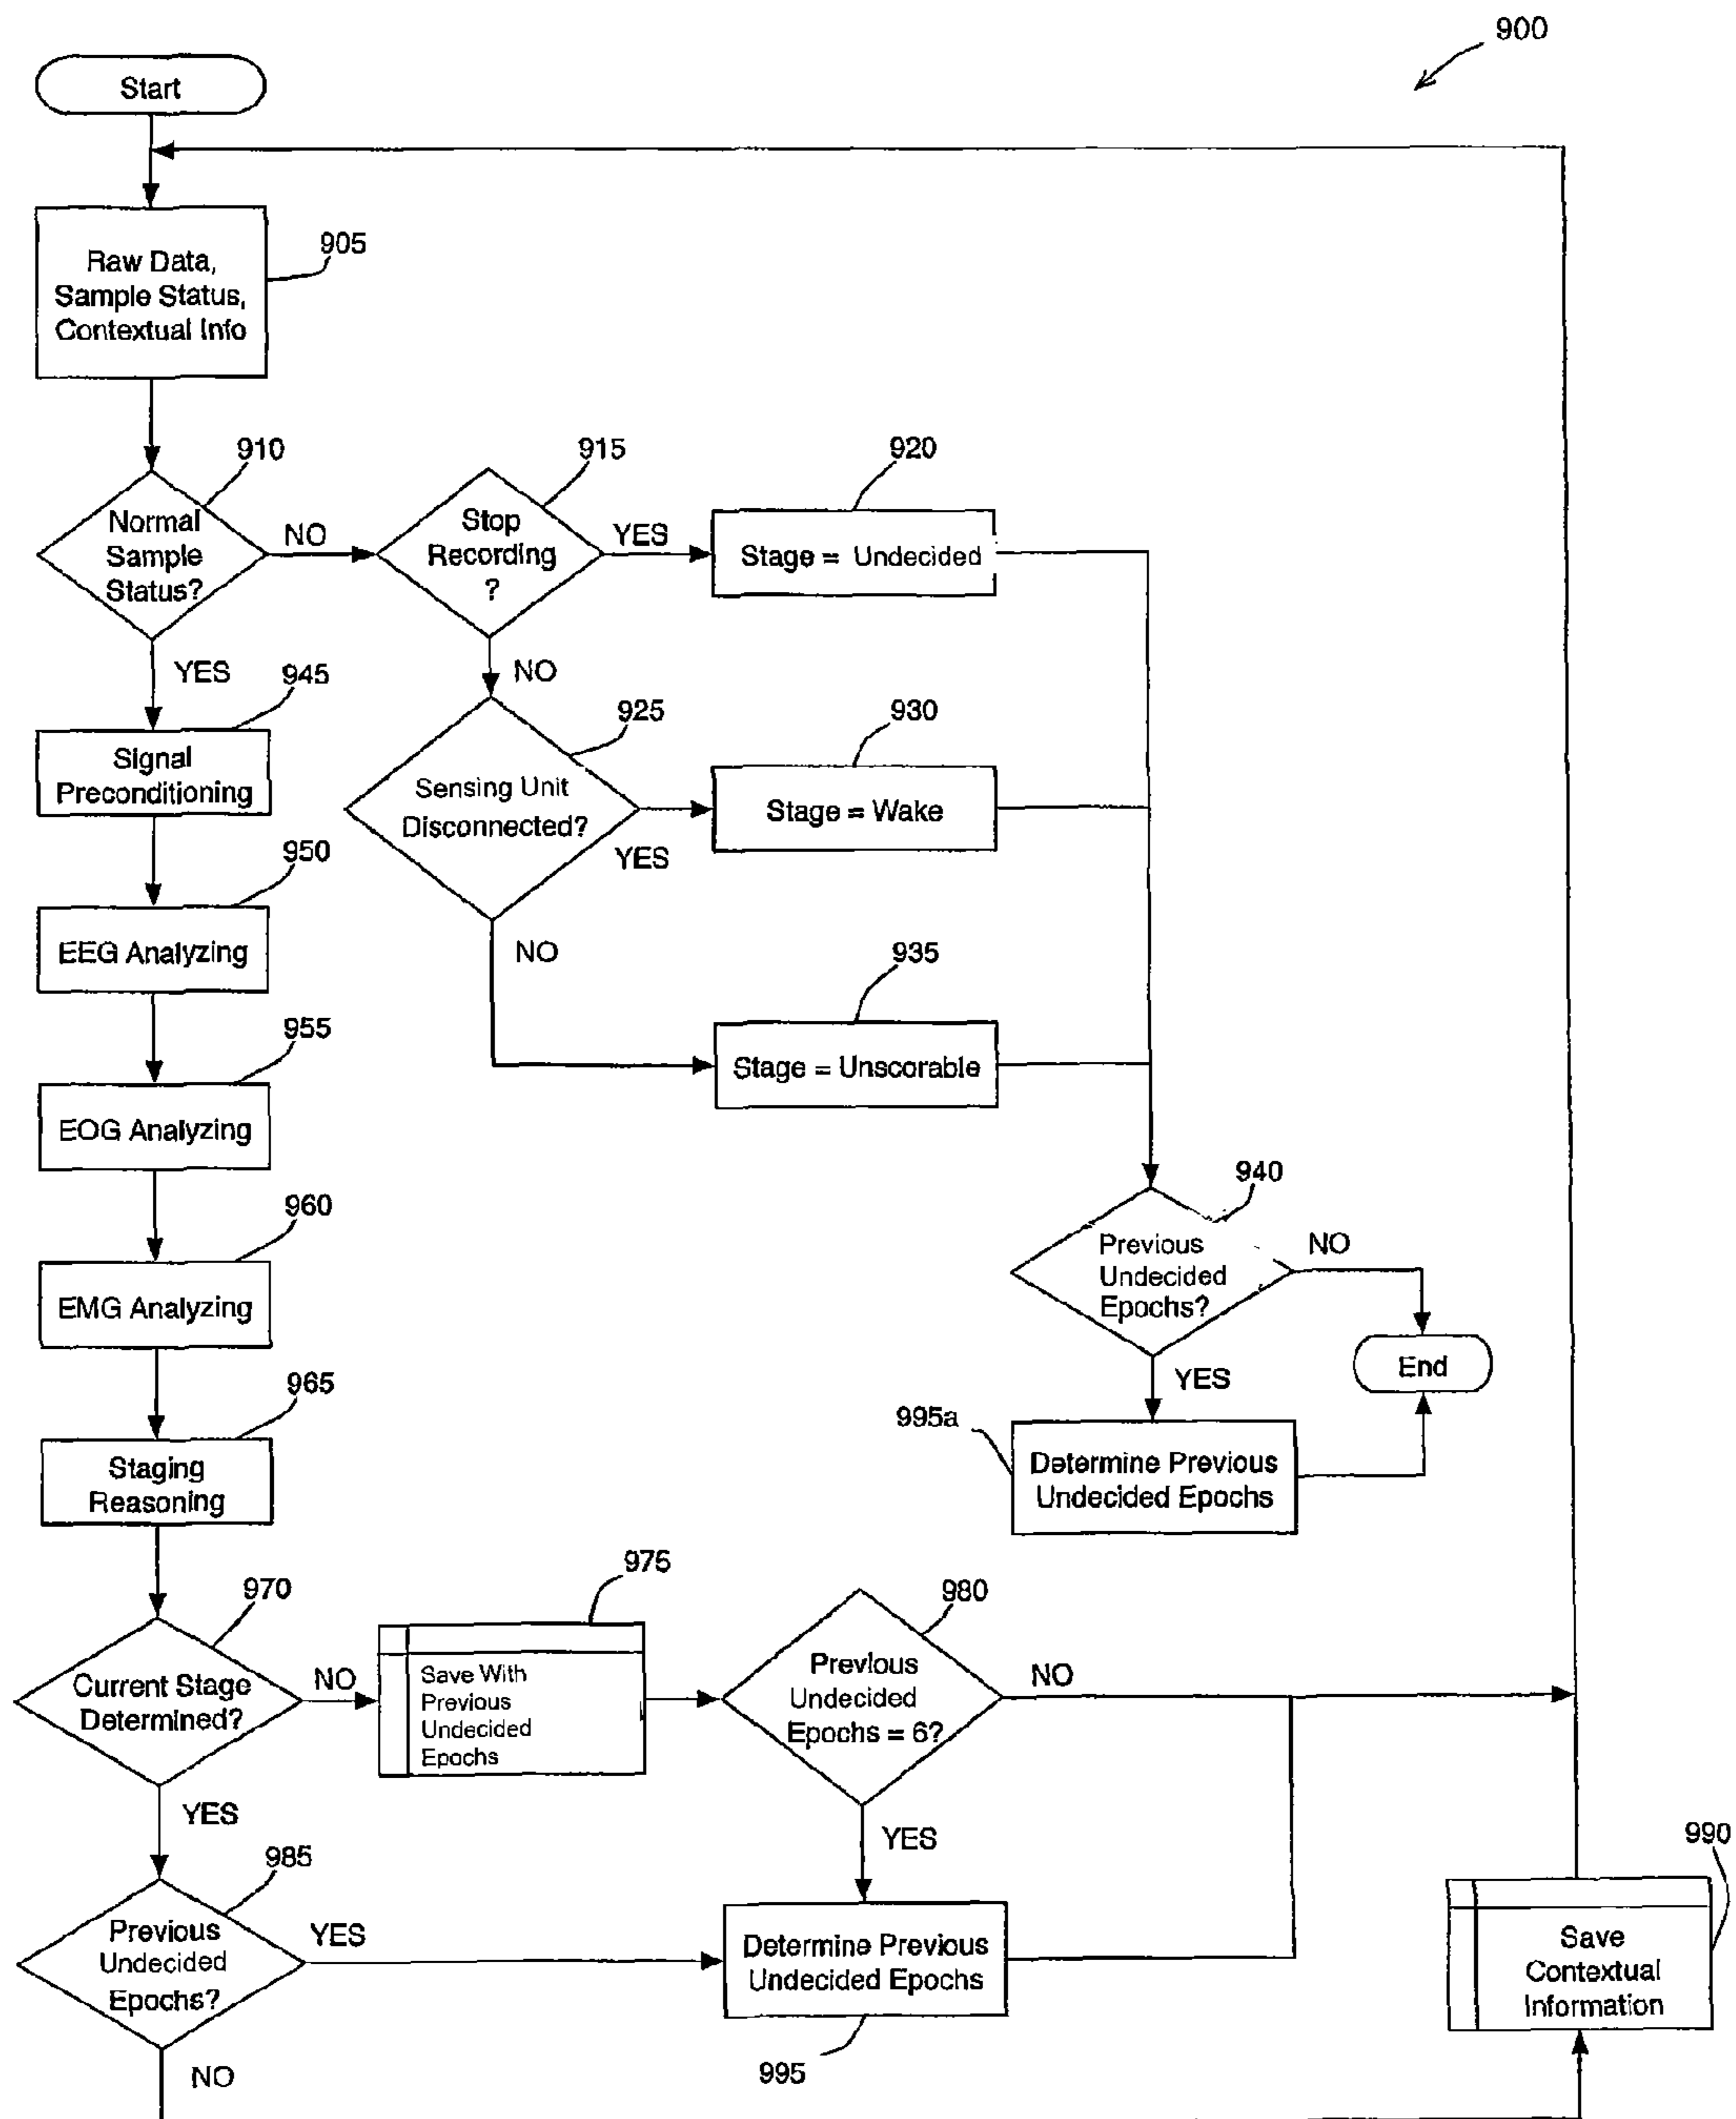 900
Start
905
Raw Data,
Sample Status,
Contextual Info
910
Normal
Sample
Status?
NO
YES
915
Stop
Recording
?
YES
NO
920
Stage = Undecided
925
Sensing Unit
Disconnected?
YES
NO
930
Stage = Wake
935
Stage = Unscorable
940
Previous
Undecided
Epochs?
NO
YES
End
995a
Determine Previous
Undecided Epochs
945
Signal
Preconditioning
950
EEG Analyzing
955
EOG Analyzing
960
EMG Analyzing
965
Staging
Reasoning
970
Current Stage
Determined?
NO
YES
975
Save With
Previous
Undecided
Epochs
980
Previous
Undecided
Epochs = 6?
NO
YES
985
Previous
Undecided
Epochs?
YES
NO
Determine Previous
Undecided Epochs
995
990
Save
Contextual
Information